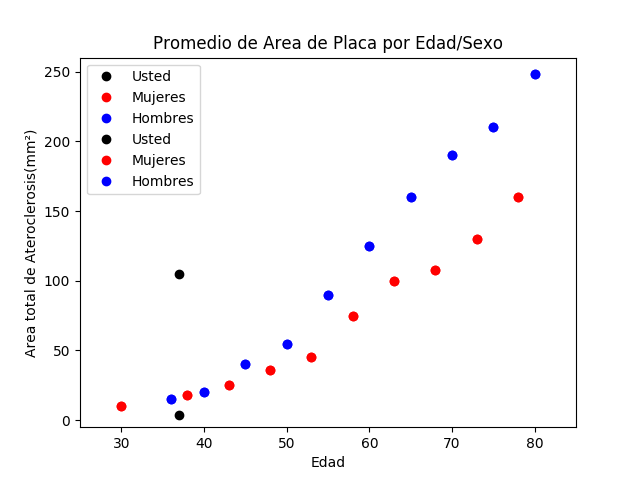 Promedio de Area de Placa por Edad/Sexo
Area total de Ateroclerosis(mm²)
250
200
150
100
50
0
Usted
Mujeres
Hombres
Usted
Mujeres
Hombres
30 40 50 60 70 80
Edad